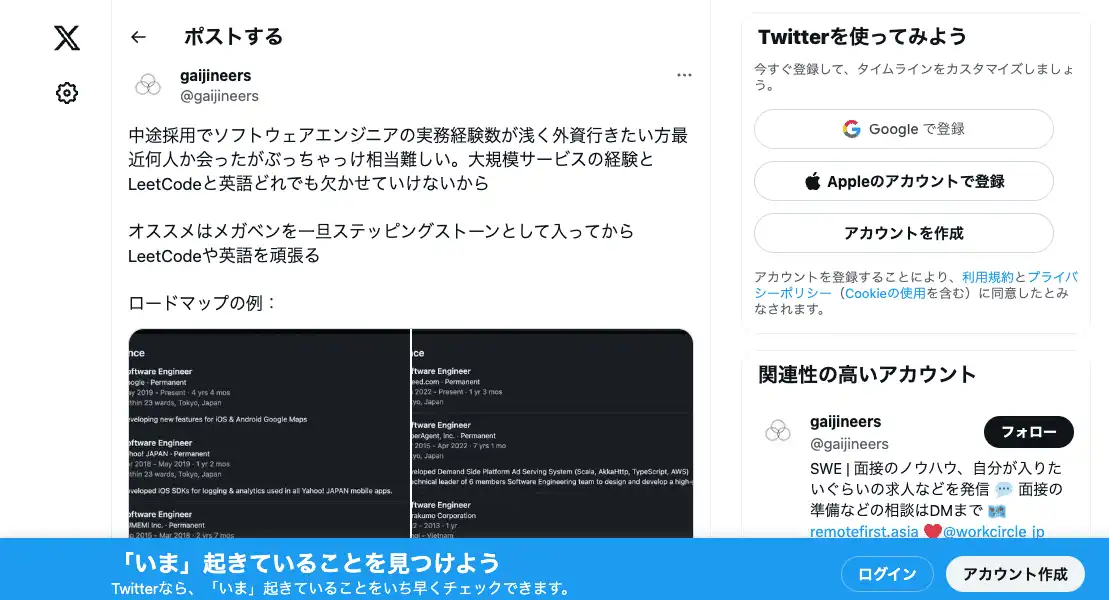 ポストする
gaijineers
@gaijineers
中途採用でソフトウェアエンジニアの実務経験数が浅く外資行きたい方最
近何人か会ったがぶっちゃっけ相当難しい。大規模サービスの経験と
LeetCodeと英語どれでも欠かせていけないから
オススメはメガベンを一旦ステッピングストーンとして入ってから
LeetCodeや英語を頑張る
ロードマップの例：
nce
oftware Engineer
oogle · Permanent
ay 2019 - Present · 4 yrs 4 mos
ithin 23 wards, Tokyo, Japan
eveloping new features for iOS & Android Google Maps
oftware Engineer
ahoo! JAPAN · Permanent
r 2018 - May 2019 · 1 yr 2 mos
ithin 23 wards, Tokyo, Japan
eveloped iOS SDKs for logging & analytics used in all Yahoo! JAPAN mobile apps.
oftware Engineer
UMEMI Inc. · Permanent
2015 - Mar 2018 · 2 yrs 7 mos
ce
ftware Engineer
eed.com · Permanent
2022 - Present · 1 yr 3 mos
yo, Japan
ftware Engineer
berAgent, Inc. · Permanent
2015 - Apr 2022 · 7 yrs 1 mo
yo, Japan
veloped Demand Side Platform Ad Serving System (Scala, AkkaHttp, TypeScript, AWS)
echnical leader of 6 members Software Engineering team to design and develop a high-
ftware Engineer
rakumo Corporation
2 - 2013 · 1 yr
noi - Vietnam
Twitterを使ってみよう
今すぐ登録して、タイムラインをカスタマイズしましょ
う。
Google で登録
Appleのアカウントで登録
アカウントを作成
アカウントを登録することにより、利用規約とプライバ
シーポリシー（Cookieの使用を含む）に同意したとみ
なされます。
関連性の高いアカウント
gaijineers
@gaijineers
フォロー
SWE | 面接のノウハウ、自分が入りた
いぐらいの求人などを発信 💬 面接の
準備などの相談はDMまで
remotefirst.asia ❤️@workcircle_jp
「いま」起きていることを見つけよう
Twitterなら、「いま」起きていることをいち早くチェックできます。
ログイン
アカウント作成